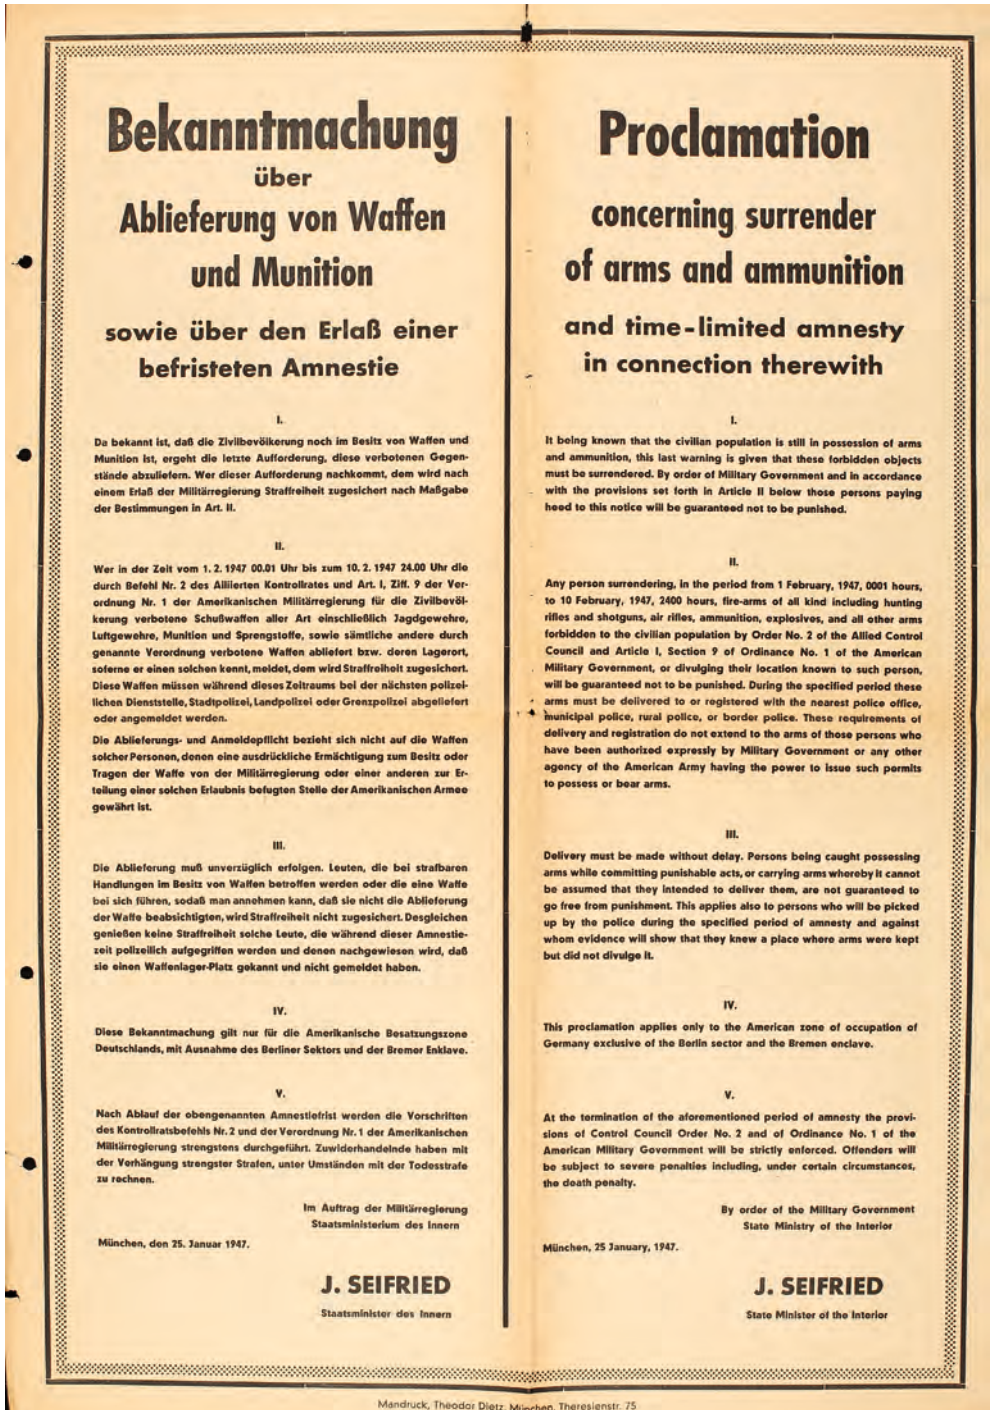 Bekanntmachung
über
Ablieferung von Waffen
und Munition
sowie über den Erlaß einer
befristeten Amnestie
I.
Da bekannt ist, daß die Zivilbevölkerung noch im Besitz von Waffen und
Munition ist, ergeht die letzte Aufforderung, diese verbotenen Gegen-
stände abzuliefern. Wer dieser Aufforderung nachkommt, dem wird nach
einem Erlaß der Militärregierung Straffreiheit zugesichert nach Maßgabe
der Bestimmungen in Art. II.
II.
Wer in der Zeit vom 1. 2. 1947 00.01 Uhr bis zum 10. 2. 1947 24.00 Uhr die
durch Befehl Nr. 2 des Alliierten Kontrollrates und Art. I, Ziff. 9 der Ver-
ordnung Nr. 1 der Amerikanischen Militärregierung für die Zivilbevöl-
kerung verbotene Schußwaffen aller Art einschließlich Jagdgewehre,
Luftgewehre, Munition und Sprengstoffe, sowie sämtliche andere durch
genannte Verordnung verbotene Waffen abliefert bzw. deren Lagerort,
soferne er einen solchen kennt, meldet, dem wird Straffreiheit zugesichert.
Diese Waffen müssen während dieses Zeitraums bei der nächsten polizei-
lichen Dienststelle, Stadtpolizei, Landpolizei oder Grenzpolizei abgeliefert
oder angemeldet werden.
Die Ablieferungs- und Anmeldepflicht bezieht sich nicht auf die Waffen
solcher Personen, denen eine ausdrückliche Ermächtigung zum Besitz oder
Tragen der Waffe von der Militärregierung oder einer anderen zur Er-
teilung einer solchen Erlaubnis befugten Stelle der Amerikanischen Armee
gewährt ist.
III.
Die Ablieferung muß unverzüglich erfolgen. Leuten, die bei strafbaren
Handlungen im Besitz von Waffen betroffen werden oder die eine Waffe
bei sich führen, sodaß man annehmen kann, daß sie nicht die Ablieferung
der Waffe beabsichtigten, wird Straffreiheit nicht zugesichert. Desgleichen
genießen keine Straffreiheit solche Leute, die während dieser Amnestie-
zeit polizeilich aufgegriffen werden und denen nachgewiesen wird, daß
sie einen Waffenlager-Platz gekannt und nicht gemeldet haben.
IV.
Diese Bekanntmachung gilt nur für die Amerikanische Besatzungszone
Deutschlands, mit Ausnahme des Berliner Sektors und der Bremer Enklave.
V.
Nach Ablauf der obengenannten Amnestiefrist werden die Vorschriften
des Kontrollratsbefehls Nr. 2 und der Verordnung Nr. 1 der Amerikanischen
Militärregierung strengstens durchgeführt. Zuwiderhandelnde haben mit
der Verhängung strengster Strafen, unter Umständen mit der Todesstrafe
zu rechnen.
Im Auftrag der Militärregierung
Staatsministerium des Innern
München, den 25. Januar 1947.
J. SEIFRIED
Staatsminister des Innern
Proclamation
concerning surrender
of arms and ammunition
and time-limited amnesty
in connection therewith
I.
It being known that the civilian population is still in possession of arms
and ammunition, this last warning is given that these forbidden objects
must be surrendered. By order of Military Government and in accordance
with the provisions set forth in Article II below those persons paying
heed to this notice will be guaranteed not to be punished.
II.
Any person surrendering, in the period from 1 February, 1947, 0001 hours,
to 10 February, 1947, 2400 hours, fire-arms of all kind including hunting
rifles and shotguns, air rifles, ammunition, explosives, and all other arms
forbidden to the civilian population by Order No. 2 of the Allied Control
Council and Article I, Section 9 of Ordinance No. 1 of the American
Military Government, or divulging their location known to such person,
will be guaranteed not to be punished. During the specified period these
arms must be delivered to or registered with the nearest police office,
municipal police, rural police, or border police. These requirements of
delivery and registration do not extend to the arms of those persons who
have been authorized expressly by Military Government or any other
agency of the American Army having the power to issue such permits
to possess or bear arms.
III.
Delivery must be made without delay. Persons being caught possessing
arms while committing punishable acts, or carrying arms whereby it cannot
be assumed that they intended to deliver them, are not guaranteed to
go free from punishment. This applies also to persons who will be picked
up by the police during the specified period of amnesty and against
whom evidence will show that they knew a place where arms were kept
but did not divulge it.
IV.
This proclamation applies only to the American zone of occupation of
Germany exclusive of the Berlin sector and the Bremen enclave.
V.
At the termination of the aforementioned period of amnesty the provi-
sions of Control Council Order No. 2 and of Ordinance No. 1 of the
American Military Government will be strictly enforced. Offenders will
be subject to severe penalties including, under certain circumstances,
the death penalty.
By order of the Military Government
State Ministry of the Interior
München, 25 January, 1947.
J. SEIFRIED
State Minister of the Interior
Mandruck, Theodor Dietz, München, Theresienstr. 75